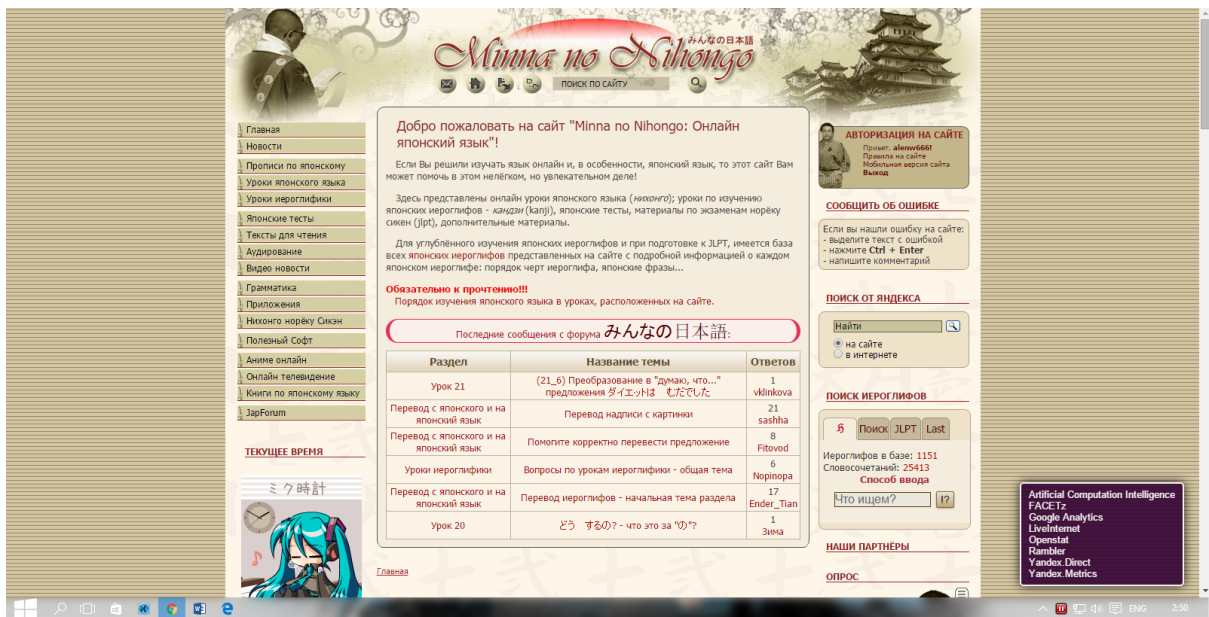 みんなの日本語
Minna no Nihongo
ПОИСК ПО САЙТУ
Главная
Новости
Прописи по японскому
Уроки японского языка
Уроки иероглифики
Японские тесты
Тексты для чтения
Аудирование
Видео новости
Грамматика
Приложения
Нихонго норёку Сикэн
Полезный Софт
Аниме онлайн
Онлайн телевидение
Книги по японскому языку
JapForum
ТЕКУЩЕЕ ВРЕМЯ
ミク時計
Добро пожаловать на сайт "Minna no Nihongo: Онлайн
японский язык"!
Если Вы решили изучать язык онлайн и, в особенности, японский язык, то этот сайт Вам
может помочь в этом нелёгком, но увлекательном деле!
Здесь представлены онлайн уроки японского языка (нихонго); уроки по изучению
японских иероглифов - кандзи (kanji), японские тесты, материалы по экзаменам норёку
сикен (jlpt), дополнительные материалы.
Для углублённого изучения японских иероглифов и при подготовке к JLPT, имеется база
всех японских иероглифов представленных на сайте с подробной информацией о каждом
японском иероглифе: порядок черт иероглифа, японские фразы...
Обязательно к прочтению!!!
Порядок изучения японского языка в уроках, расположенных на сайте.
Последние сообщения с форума みんなの日本語:
Раздел Название темы Ответов
Урок 21 (21_6) Преобразование в "думаю, что..." 1
предложения ダイエットは むだでした vklinkova
Перевод с японского и на
японский язык Перевод надписи с картинки 21
sashha
Перевод с японского и на
японский язык Помогите корректно перевести предложение 8
Fitovod
Уроки иероглифики Вопросы по урокам иероглифики - общая тема 6
Nopinopa
Перевод с японского и на
японский язык Перевод иероглифов - начальная тема раздела 17
Ender_Tian
Урок 20 どう するの? - что это за "の"? 1
Зима
Главная
АВТОРИЗАЦИЯ НА САЙТЕ
Привет, alenw666!
Правила на сайте
Мобильная версия сайта
Выход
СООБЩИТЬ ОБ ОШИБКЕ
Если вы нашли ошибку на сайте:
- выделите текст с ошибкой
- нажмите Ctrl + Enter
- напишите комментарий
ПОИСК ОТ ЯНДЕКСА
Найти
на сайте
в интернете
ПОИСК ИЕРОГЛИФОВ
Поиск JLPT Last
Иероглифов в базе: 1151
Словосочетаний: 25413
Способ ввода
Что ищем? !?
НАШИ ПАРТНЁРЫ
ОПРОС
Artificial Computation Intelligence
FACETz
Google Analytics
LiveInternet
Openstat
Rambler
Yandex.Direct
Yandex.Metrics
ENG 2:50